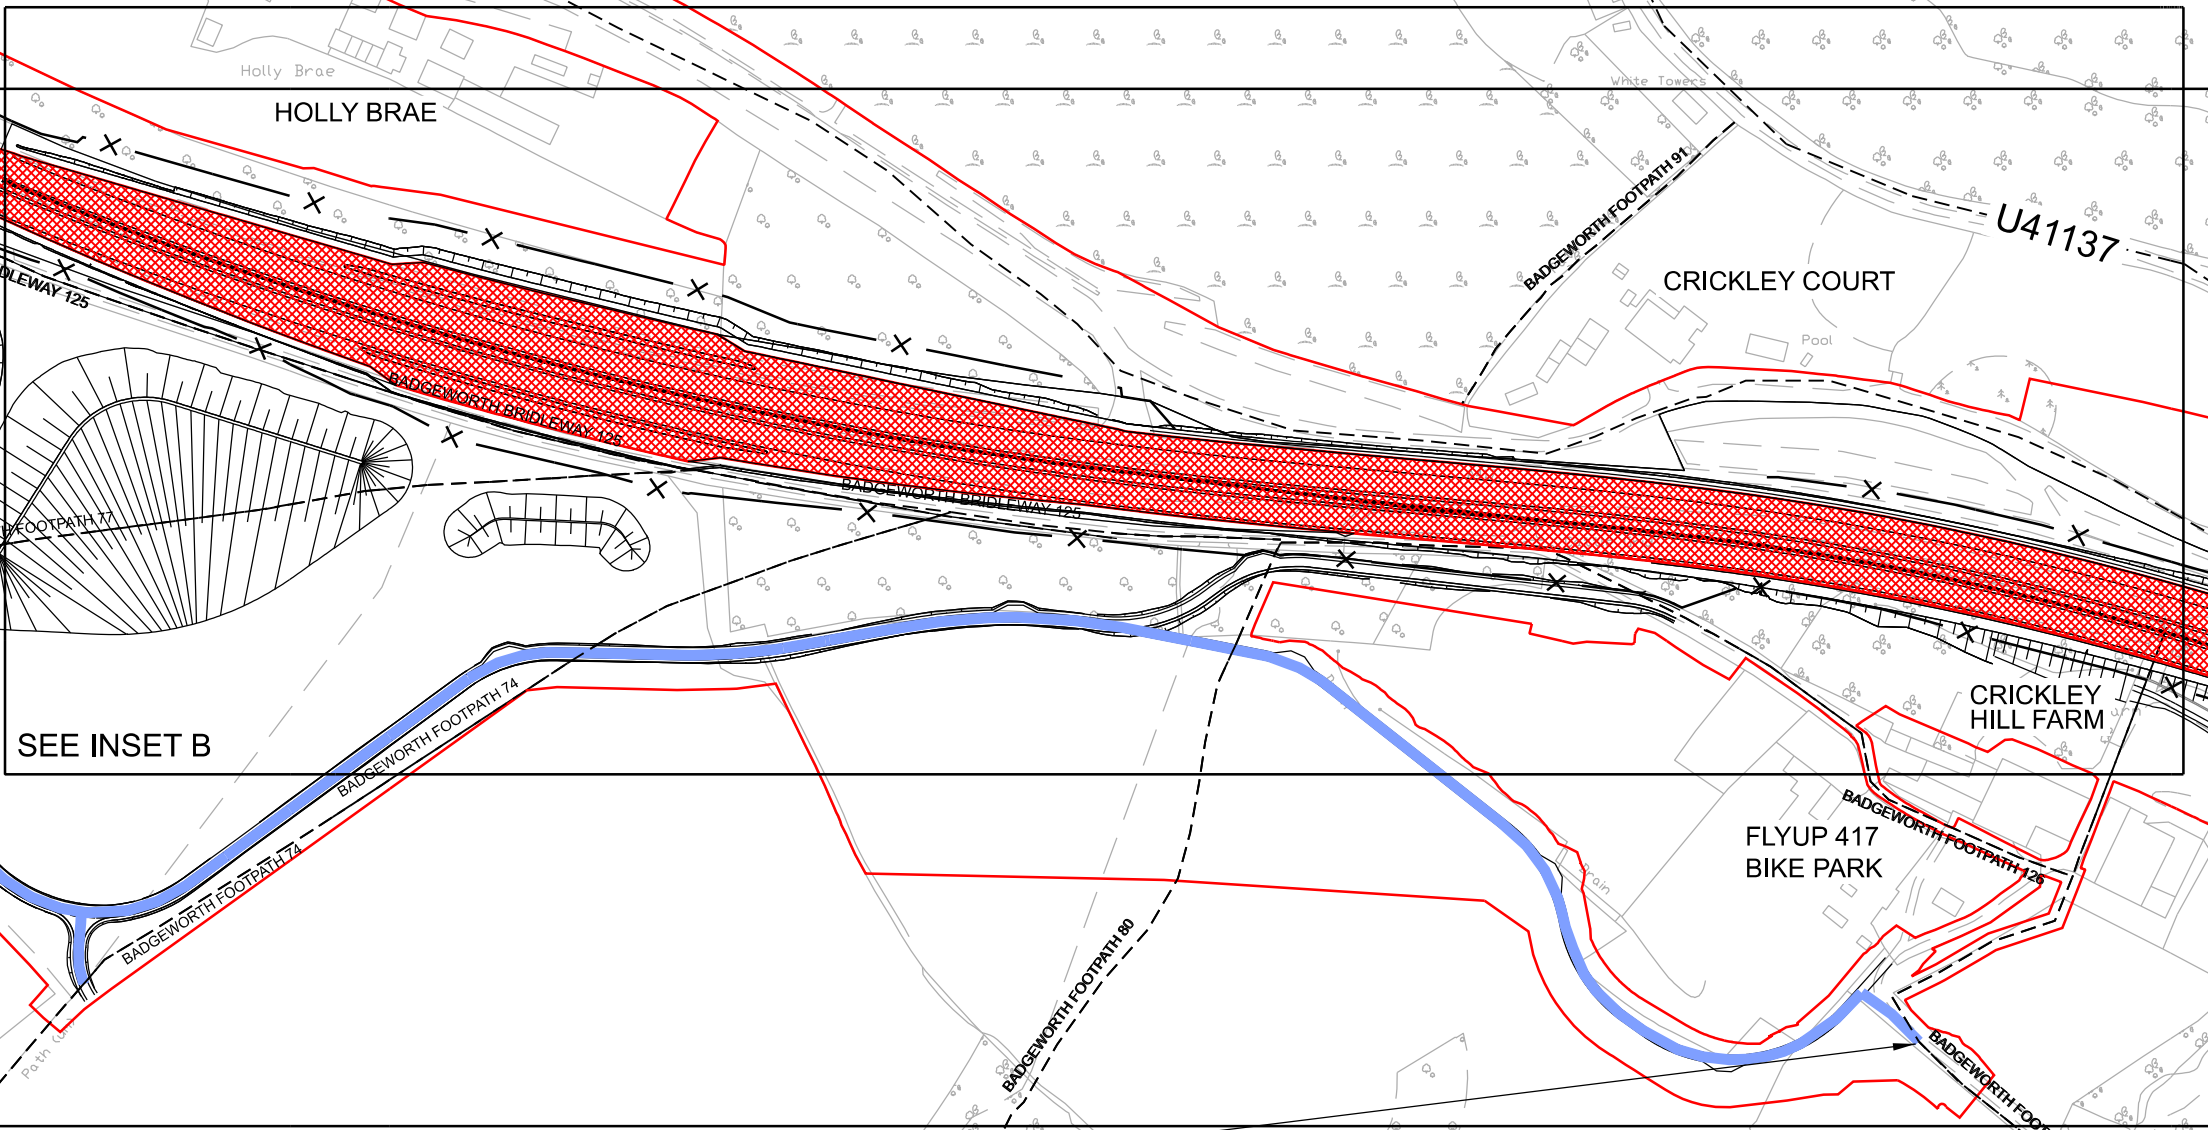 Holly Brae
HOLLY BRAE
White Towers
BADGEWORTH FOOTPATH 91
U41137
CRICKLEY COURT
Pool
DLEWAY 125
BADGEWORTH BRIDLEWAY 125
BADGEWORTH BRIDLEWAY 125
H FOOTPATH 77
CRICKLEY
HILL FARM
SEE INSET B
BADGEWORTH FOOTPATH 74
BADGEWORTH FOOTPATH 74
BADGEWORTH FOOTPATH 126
FLYUP 417
BIKE PARK
Drain
BADGEWORTH FOOTPATH 80
Path (um)
BADGEWORTH FOO